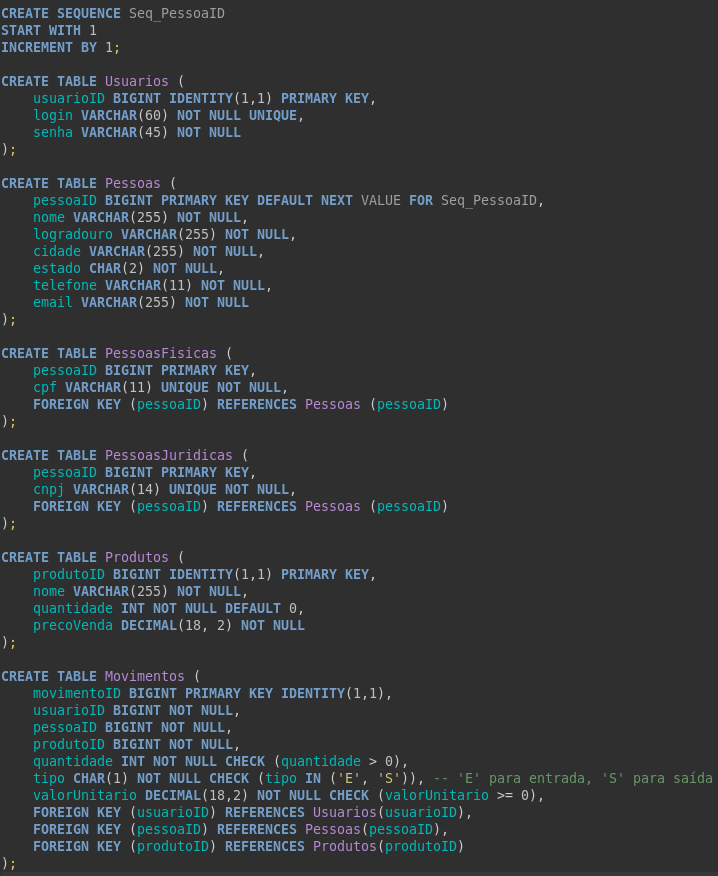 CREATE SEQUENCE Seq_PessoaID
START WITH 1
INCREMENT BY 1;

CREATE TABLE Usuarios (
    usuarioID BIGINT IDENTITY(1,1) PRIMARY KEY,
    login VARCHAR(60) NOT NULL UNIQUE,
    senha VARCHAR(45) NOT NULL
);

CREATE TABLE Pessoas (
    pessoaID BIGINT PRIMARY KEY DEFAULT NEXT VALUE FOR Seq_PessoaID,
    nome VARCHAR(255) NOT NULL,
    logradouro VARCHAR(255) NOT NULL,
    cidade VARCHAR(255) NOT NULL,
    estado CHAR(2) NOT NULL,
    telefone VARCHAR(11) NOT NULL,
    email VARCHAR(255) NOT NULL
);

CREATE TABLE PessoasFisicas (
    pessoaID BIGINT PRIMARY KEY,
    cpf VARCHAR(11) UNIQUE NOT NULL,
    FOREIGN KEY (pessoaID) REFERENCES Pessoas (pessoaID)
);

CREATE TABLE PessoasJuridicas (
    pessoaID BIGINT PRIMARY KEY,
    cnpj VARCHAR(14) UNIQUE NOT NULL,
    FOREIGN KEY (pessoaID) REFERENCES Pessoas (pessoaID)
);

CREATE TABLE Produtos (
    produtoID BIGINT IDENTITY(1,1) PRIMARY KEY,
    nome VARCHAR(255) NOT NULL,
    quantidade INT NOT NULL DEFAULT 0,
    precoVenda DECIMAL(18, 2) NOT NULL
);

CREATE TABLE Movimentos (
    movimentoID BIGINT PRIMARY KEY IDENTITY(1,1),
    usuarioID BIGINT NOT NULL,
    pessoaID BIGINT NOT NULL,
    produtoID BIGINT NOT NULL,
    quantidade INT NOT NULL CHECK (quantidade > 0),
    tipo CHAR(1) NOT NULL CHECK (tipo IN ('E', 'S')), -- 'E' para entrada, 'S' para saída
    valorUnitario DECIMAL(18,2) NOT NULL CHECK (valorUnitario >= 0),
    FOREIGN KEY (usuarioID) REFERENCES Usuarios(usuarioID),
    FOREIGN KEY (pessoaID) REFERENCES Pessoas(pessoaID),
    FOREIGN KEY (produtoID) REFERENCES Produtos(produtoID)
);